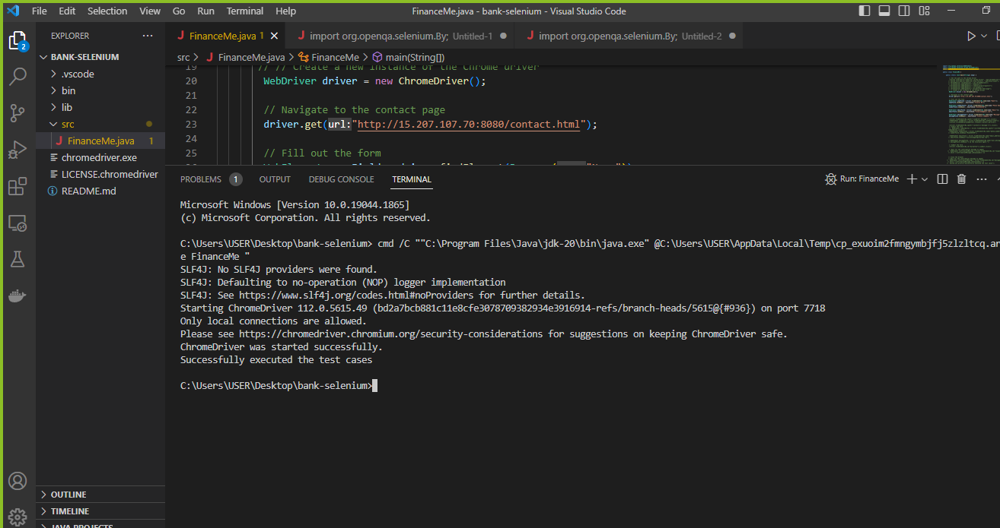 File Edit Selection View Go Run Terminal Help FinanceMe.java - bank-selenium - Visual Studio Code
EXPLORER ···
2
BANK-SELENIUM
.vscode
bin
lib
src
FinanceMe.java 1
chromedriver.exe
LICENSE.chromedriver
README.md
OUTLINE
TIMELINE
JAVA PROJECTS
FinanceMe.java 1 import org.openqa.selenium.By; Untitled-1 import org.openqa.selenium.By; Untitled-2
src > FinanceMe.java > FinanceMe > main(String[])
19 // // Create a new instance of the Chrome driver
20 WebDriver driver = new ChromeDriver();
21
22 // Navigate to the contact page
23 driver.get(url:"http://15.207.107.70:8080/contact.html");
24
25 // Fill out the form
PROBLEMS 1 OUTPUT DEBUG CONSOLE TERMINAL Run: FinanceMe
Microsoft Windows [Version 10.0.19044.1865]
(c) Microsoft Corporation. All rights reserved.
C:\Users\USER\Desktop\bank-selenium> cmd /C ""C:\Program Files\Java\jdk-20\bin\java.exe" @C:\Users\USER\AppData\Local\Temp\cp_exuoim2fmngymbjfj5zlzltcq.ar
e FinanceMe "
SLF4J: No SLF4J providers were found.
SLF4J: Defaulting to no-operation (NOP) logger implementation
SLF4J: See https://www.slf4j.org/codes.html#noProviders for further details.
Starting ChromeDriver 112.0.5615.49 (bd2a7bcb881c11e8cfe3078709382934e3916914-refs/branch-heads/5615@{#936}) on port 7718
Only local connections are allowed.
Please see https://chromedriver.chromium.org/security-considerations for suggestions on keeping ChromeDriver safe.
ChromeDriver was started successfully.
Successfully executed the test cases
C:\Users\USER\Desktop\bank-selenium>